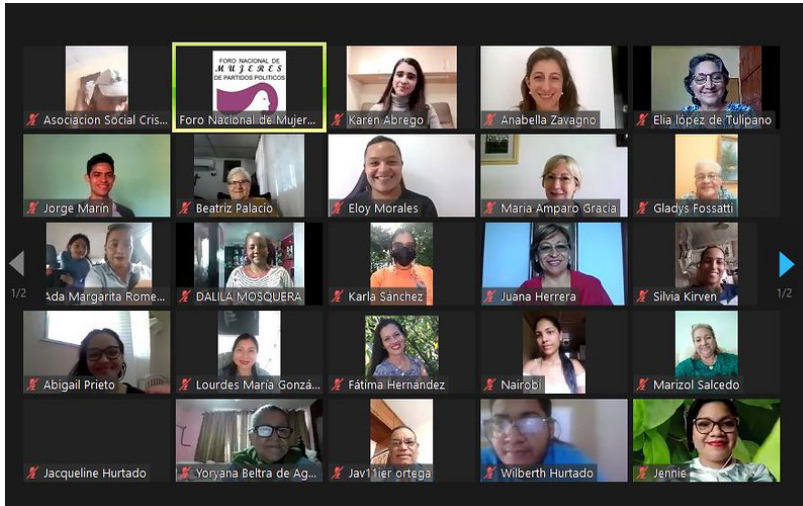 Asociacion Social Cris...
FORO NACIONAL DE
MUJERES
DE PARTIDOS POLITICOS
Foro Nacional de Mujer...
Karen Abrego
Anabella Zavagno
Elia lópez de Tulipano
Jorge Marín
Beatriz Palacio
Eloy Morales
Maria Amparo Gracia
Gladys Fossatti
1/2
Ada Margarita Rome...
DALILA MOSQUERA
Karla Sánchez
Juana Herrera
Silvia Kirven
1/2
Abigail Prieto
Lourdes María Gonzá...
Fátima Hernández
Nairobi
Marizol Salcedo
Jacqueline Hurtado
Yoryana Beltra de Ag...
Jav11ier ortega
Wilberth Hurtado
Jennie